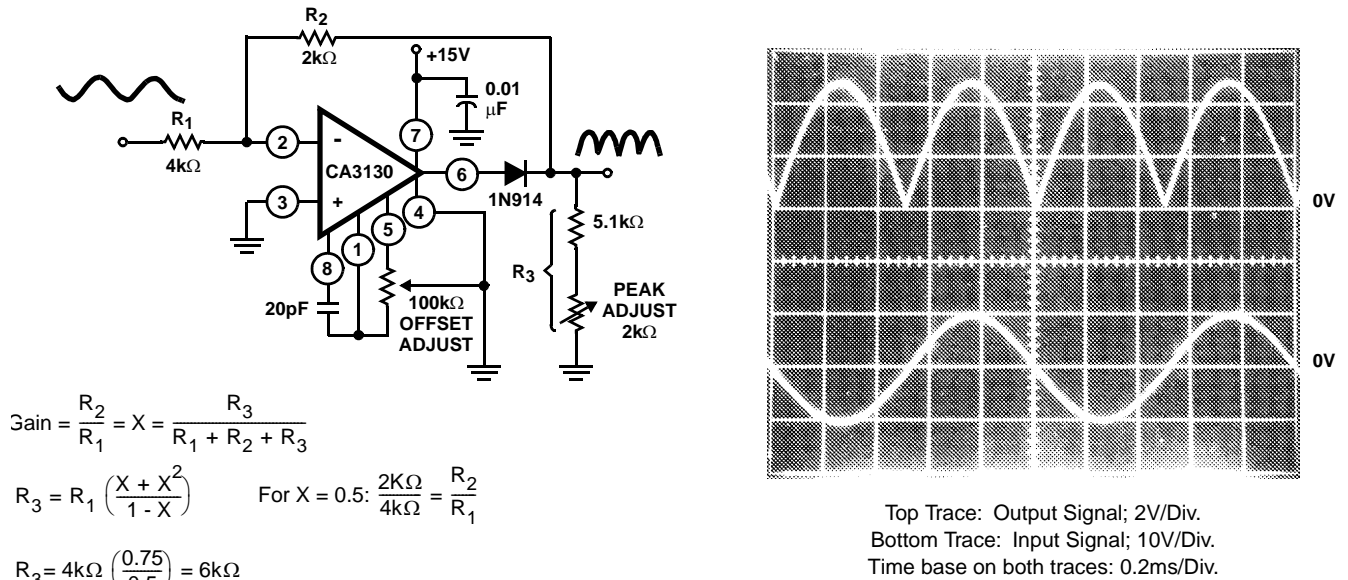 R2
2kΩ
+15V
0.01
μF
R1
4kΩ
2
-
7
CA3130
6
1N914
3
+
4
5
1
8
5.1kΩ
R3
20pF
100kΩ
OFFSET
ADJUST
PEAK
ADJUST
2kΩ
0V
0V
Gain = R2/R1 = X = R3/(R1 + R2 + R3)
R3 = R1 ((X + X²)/(1 - X))
For X = 0.5: 2KΩ/4kΩ = R2/R1
R3= 4kΩ (0.75/0.5) = 6kΩ
Top Trace: Output Signal; 2V/Div.
Bottom Trace: Input Signal; 10V/Div.
Time base on both traces: 0.2ms/Div.